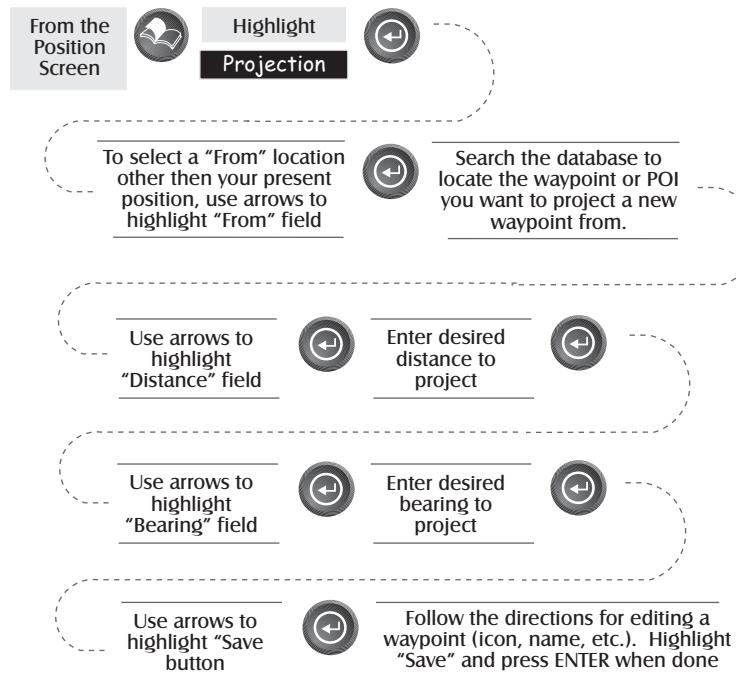 From the
Position
Screen
Highlight
Projection
To select a “From” location
other then your present
position, use arrows to
highlight “From” field
Search the database to
locate the waypoint or POI
you want to project a new
waypoint from.
Use arrows to
highlight
“Distance” field
Enter desired
distance to
project
Use arrows to
highlight
“Bearing” field
Enter desired
bearing to
project
Use arrows to
highlight “Save
button
Follow the directions for editing a
waypoint (icon, name, etc.).  Highlight
“Save” and press ENTER when done